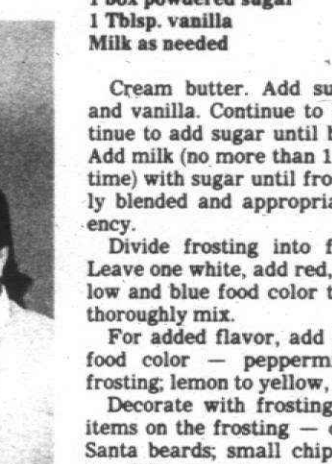 1 box powdered sugar
1 Tblsp. vanilla
Milk as needed
Cream butter. Add su
and vanilla. Continue to
tinue to add sugar until b
Add milk (no more than 1
time) with sugar until fro
ly blended and appropria
ency.
Divide frosting into f
Leave one white, add red,
low and blue food color t
thoroughly mix.
For added flavor, add
food color — peppermi
frosting; lemon to yellow,
Decorate with frosting
items on the frosting —
Santa beards; small chip